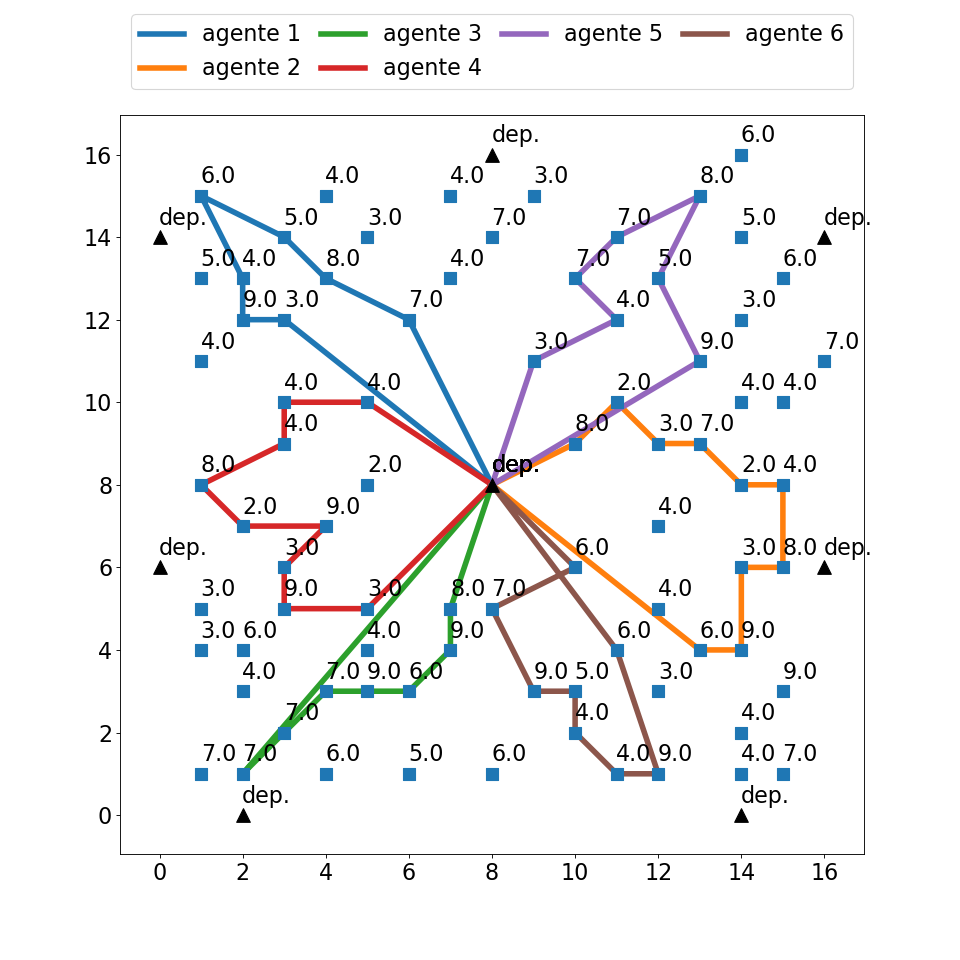 agente 1 agente 3 agente 5 agente 6
agente 2 agente 4
dep. 6.0
16
6.0 4.0 4.0 3.0 8.0
dep. 5.0 3.0 7.0 7.0 5.0 dep.
14
5.0 4.0 8.0 4.0 7.0 5.0 6.0
9.0 3.0 7.0 4.0 3.0
12
4.0 3.0 9.0 7.0
4.0 4.0 2.0 4.0 4.0
10
4.0 8.0 3.0 7.0
8.0 2.0 dep. 2.0 4.0
8
2.0 9.0 4.0
dep. 3.0 6.0 3.0 8.0 dep.
6
3.0 9.0 3.0 8.0 7.0 4.0
3.0 6.0 4.0 9.0 6.0 6.0 9.0
4
4.0 7.0 9.0 6.0 9.0 5.0 3.0 9.0
7.0 4.0 4.0
2
7.0 7.0 6.0 5.0 6.0 4.0 9.0 4.0 7.0
dep. dep.
0
0 2 4 6 8 10 12 14 16